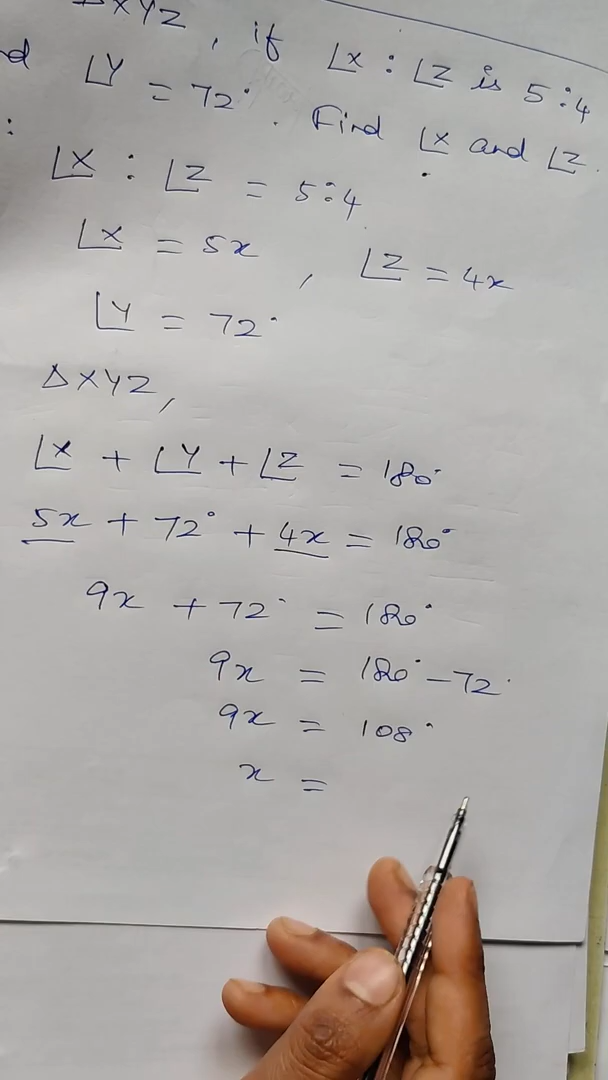 ΔXYZ, if ∠X : ∠Z is 5:4
∠Y = 72°. Find ∠X and ∠Z.
: ∠X : ∠Z = 5:4
∠X = 5x, ∠Z = 4x
∠Y = 72°
ΔXYZ,
∠X + ∠Y + ∠Z = 180°
5x + 72° + 4x = 180°
9x + 72° = 180°
9x = 180° - 72°
9x = 108°
x =